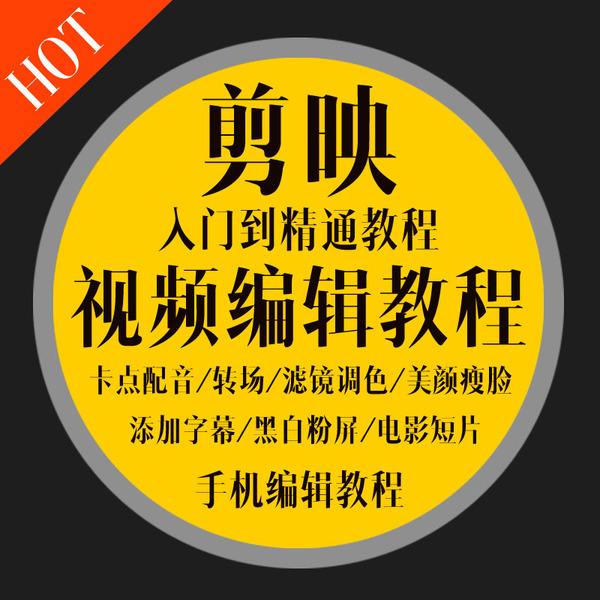 HOT
剪映
入门到精通教程
视频编辑教程
卡点配音/转场/滤镜调色/美颜瘦脸
添加字幕/黑白粉屏/电影短片
手机编辑教程